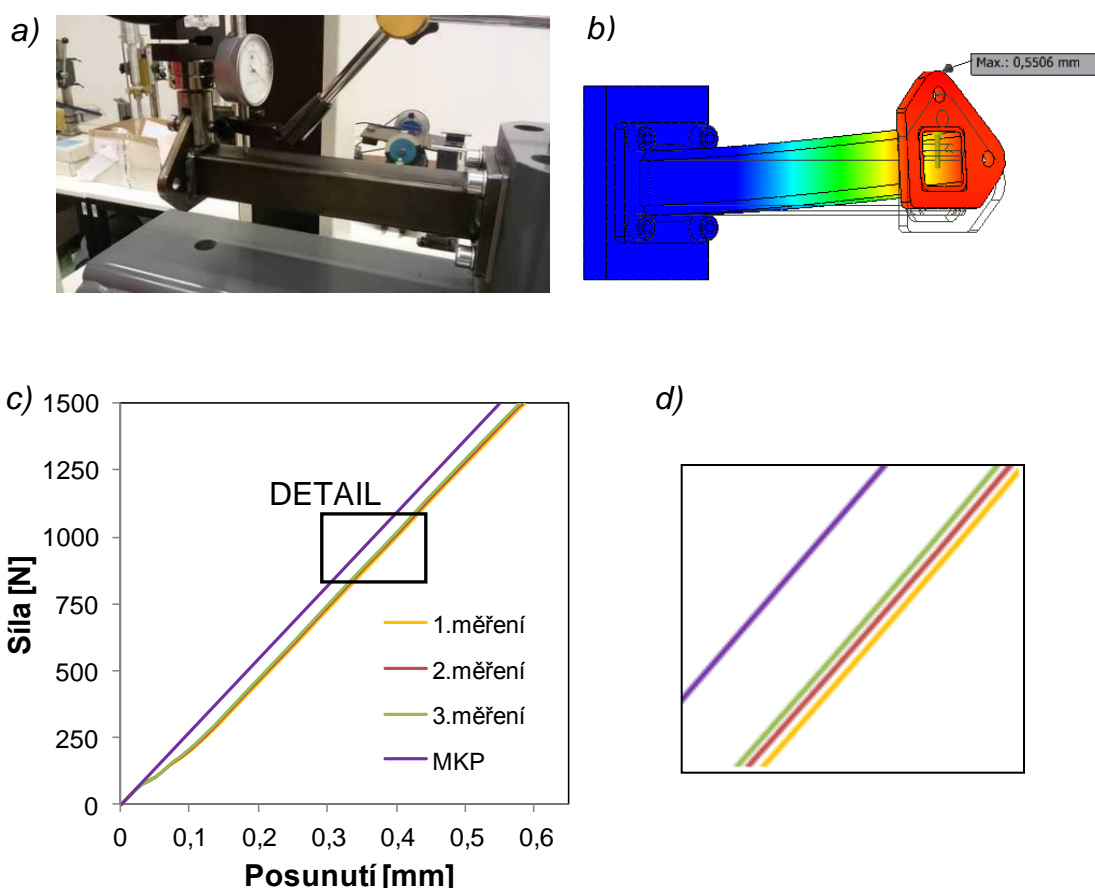 a)
b)
Max.: 0,5506 mm
c)
1500
1250
1000
750
500
250
0
Síla [N]
DETAIL
1.měření
2.měření
3.měření
MKP
0
0,1
0,2
0,3
0,4
0,5
0,6
Posunutí [mm]
d)